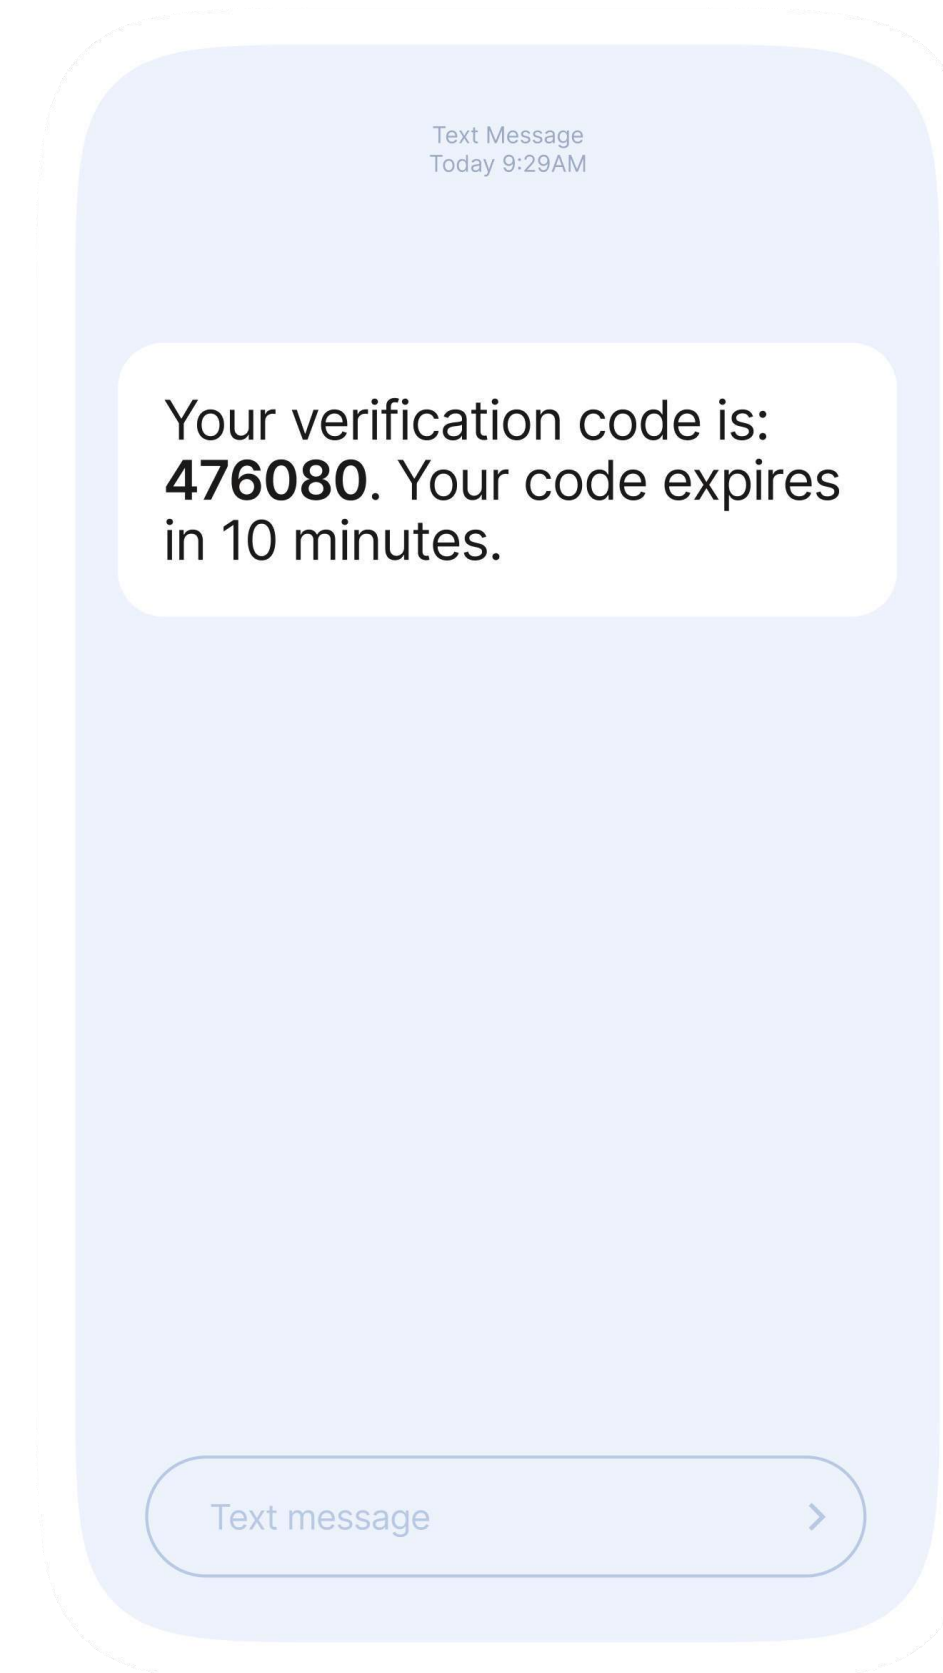 Text Message
Today 9:29AM
Your verification code is:
476080. Your code expires
in 10 minutes.
Text message